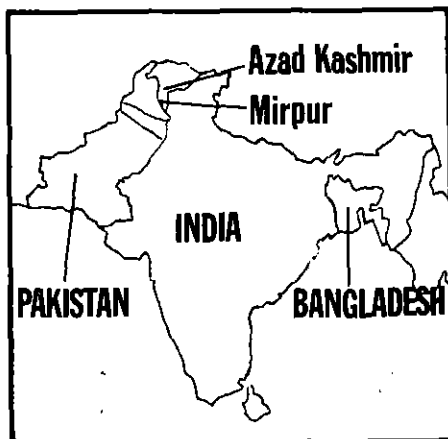 Azad Kashmir
Mirpur
INDIA
PAKISTAN
BANGLADESH